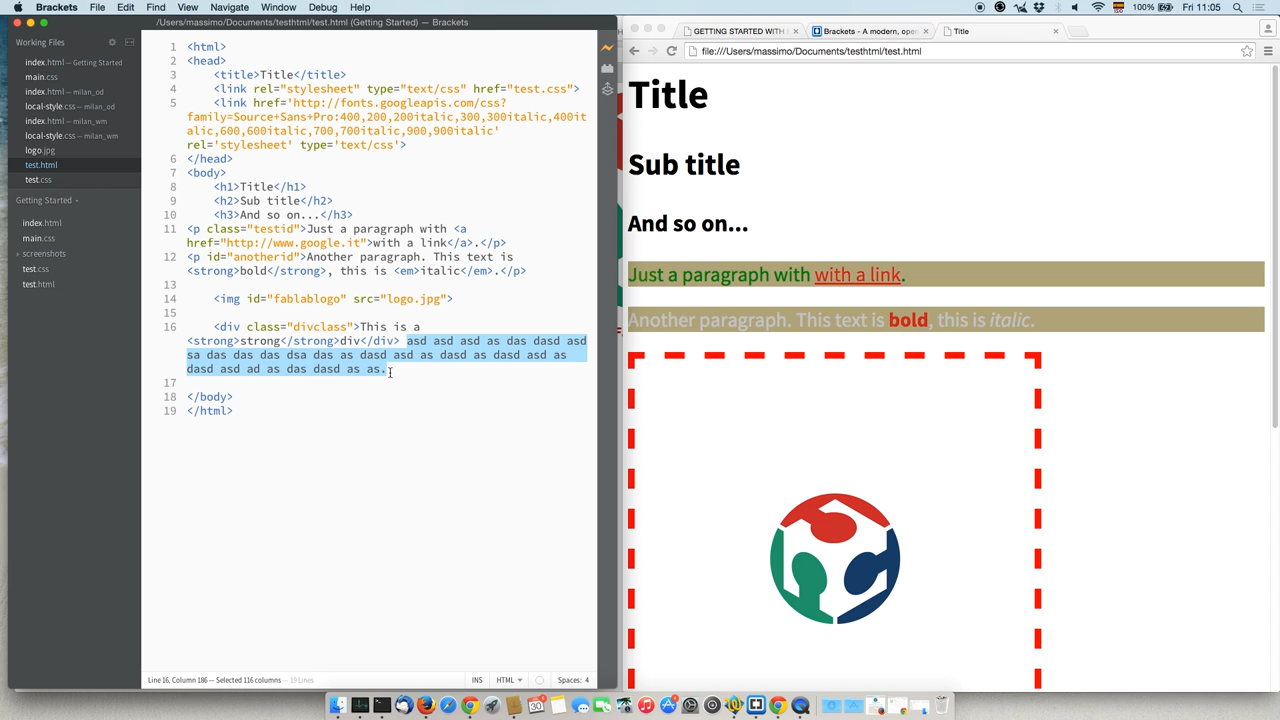 Brackets File Edit Find View Navigate Window Debug Help 100% Fri 11:05
/Users/massimo/Documents/testhtml/test.html (Getting Started) — Brackets
Working Files
index.html — Getting Started
main.css
index.html — milan_od
local-style.css — milan_od
index.html — milan_wm
local-style.css — milan_wm
logo.jpg
test.html
test.css
Getting Started
index.html
main.css
screenshots
test.css
test.html
1 <html>
2 <head>
3 <title>Title</title>
4 <link rel="stylesheet" type="text/css" href="test.css">
5 <link href='http://fonts.googleapis.com/css?
family=Source+Sans+Pro:400,200,200italic,300,300italic,400it
alic,600,600italic,700,700italic,900,900italic'
rel='stylesheet' type='text/css'>
6 </head>
7 <body>
8 <h1>Title</h1>
9 <h2>Sub title</h2>
10 <h3>And so on...</h3>
11 <p class="testid">Just a paragraph with <a
href="http://www.google.it">with a link</a>.</p>
12 <p id="anotherid">Another paragraph. This text is
<strong>bold</strong>, this is <em>italic</em>.</p>
13
14 <img id="fablablogo" src="logo.jpg">
15
16 <div class="divclass">This is a
<strong>strong</strong>div</div> asd asd asd as das dasd asd
sa das das das dsa das as dasd asd as dasd as dasd asd as
dasd asd ad as das dasd as as.
17
18 </body>
19 </html>
Line 16, Column 186 — Selected 116 columns — 19 Lines
INS HTML Spaces: 4
GETTING STARTED WITH
Brackets - A modern, open
Title
file:///Users/massimo/Documents/testhtml/test.html
Title
Sub title
And so on...
Just a paragraph with with a link.
Another paragraph. This text is bold, this is italic.
30